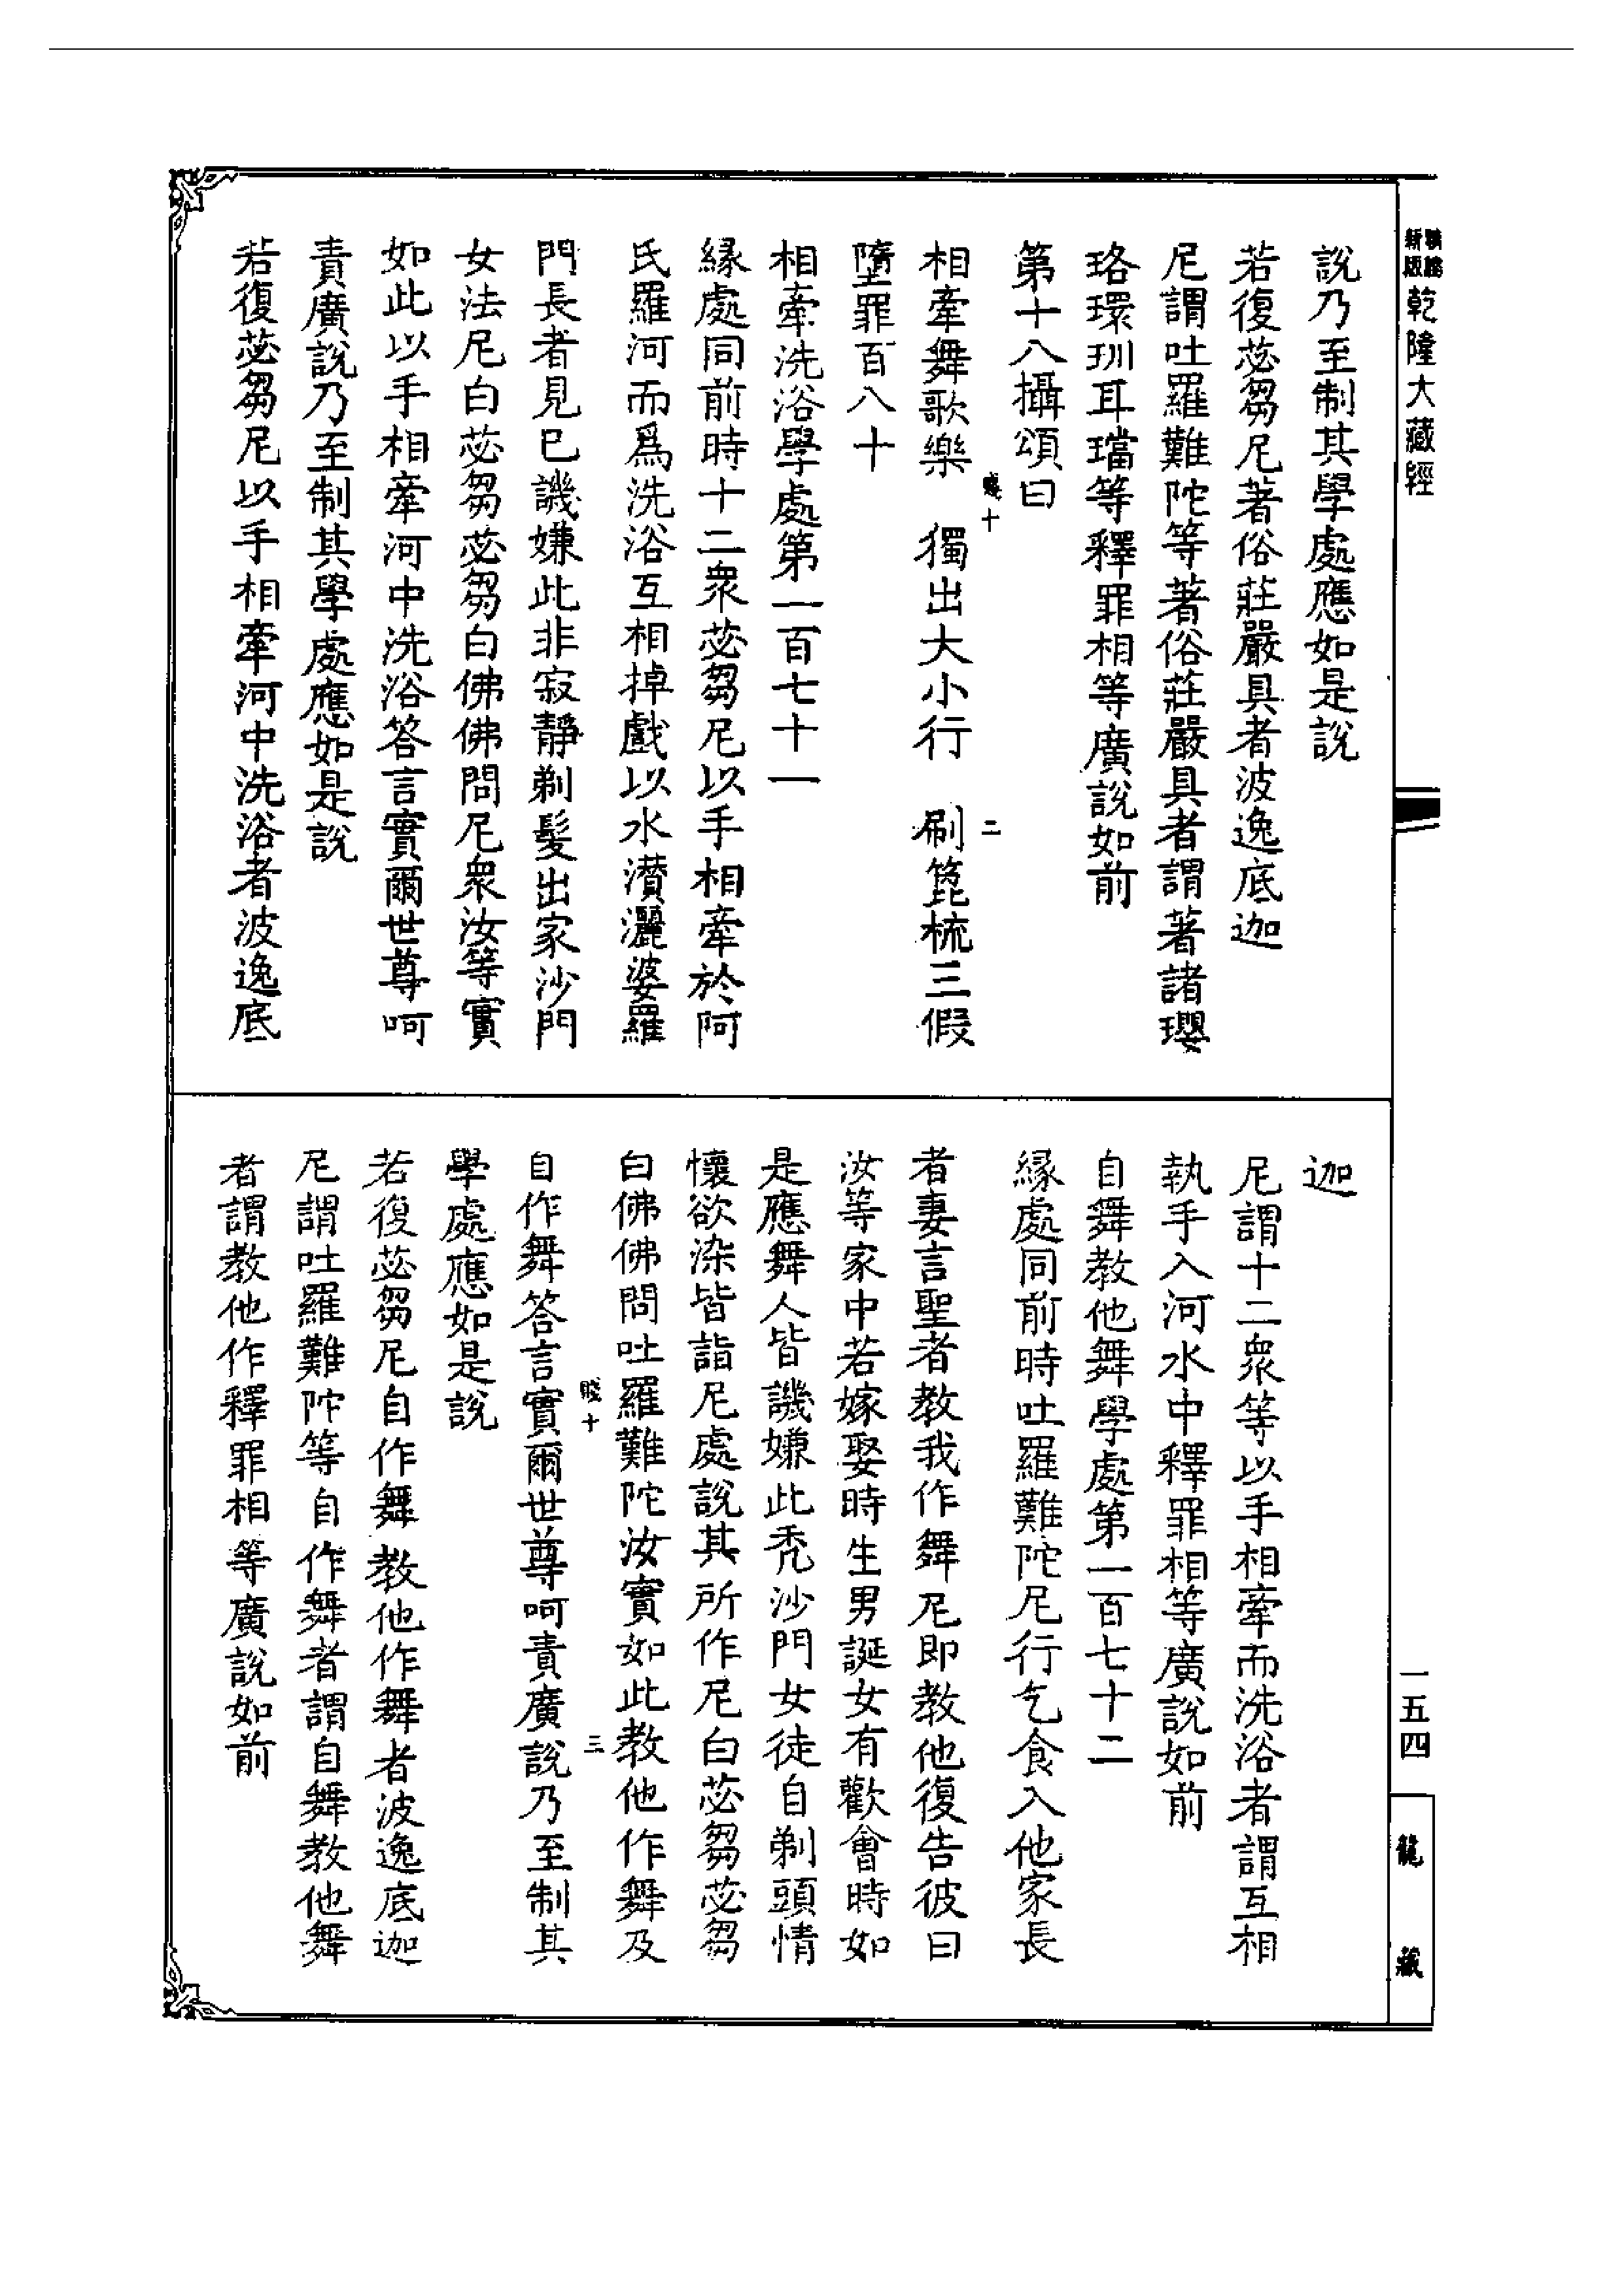 新版
乾隆大藏經
說乃至制其學處應如是說
若復苾芻尼著俗莊嚴具者波逸底迦
尼謂吐羅難陀等著俗莊嚴具者謂著諸瓔
珞環玔耳璫等釋罪相等廣說如前
第十八攝頌曰
相牽舞歌樂　獨出大小行　刷箆梳三假
墮罪百八十
相牽洗浴學處第一百七十一
緣處同前時十二衆苾芻尼以手相牽於阿
氏羅河而爲洗浴互相掉戲以水濽灑婆羅
門長者見已譏嫌此非寂靜剃髮出家沙門
女法尼白苾芻苾芻白佛佛問尼衆汝等實
如此以手相牽河中洗浴答言實爾世尊呵
責廣說乃至制其學處應如是說
若復苾芻尼以手相牽河中洗浴者波逸底
迦
尼謂十二衆等以手相牽而洗浴者謂互相
執手入河水中釋罪相等廣說如前
自舞教他舞學處第一百七十二
緣處同前時吐羅難陀尼行乞食入他家長
者妻言聖者教我作舞尼即教他復告彼曰
汝等家中若嫁娶時生男誕女有歡會時如
是應舞人皆譏嫌此禿沙門女徒自剃頭情
懷欲染皆詣尼處說其所作尼白苾芻苾芻
白佛佛問吐羅難陀汝實如此教他作舞及
自作舞答言實爾世尊呵責廣說乃至制其
學處應如是說
若復苾芻尼自作舞教他作舞者波逸底迦
尼謂吐羅難陀等自作舞者謂自舞教他舞
者謂教他作釋罪相等廣說如前
十　二
十　三
一五四
龍藏